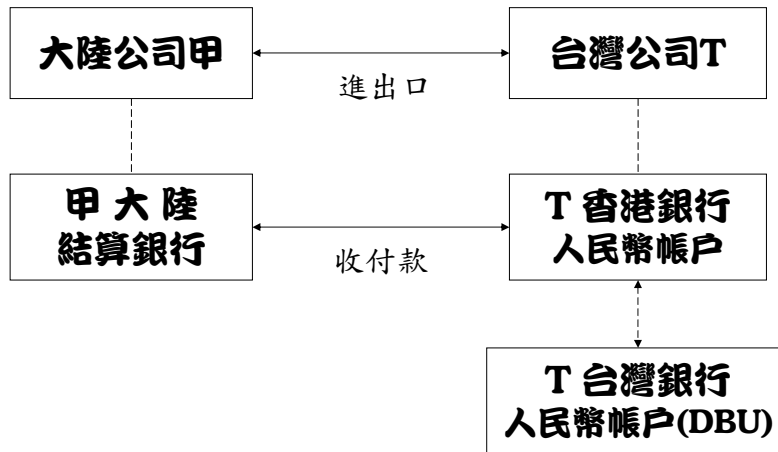 大陸公司甲
台灣公司T
進出口
甲 大 陸
結算銀行
T 香港銀行
人民幣帳戶
收付款
T 台灣銀行
人民幣帳戶(DBU)